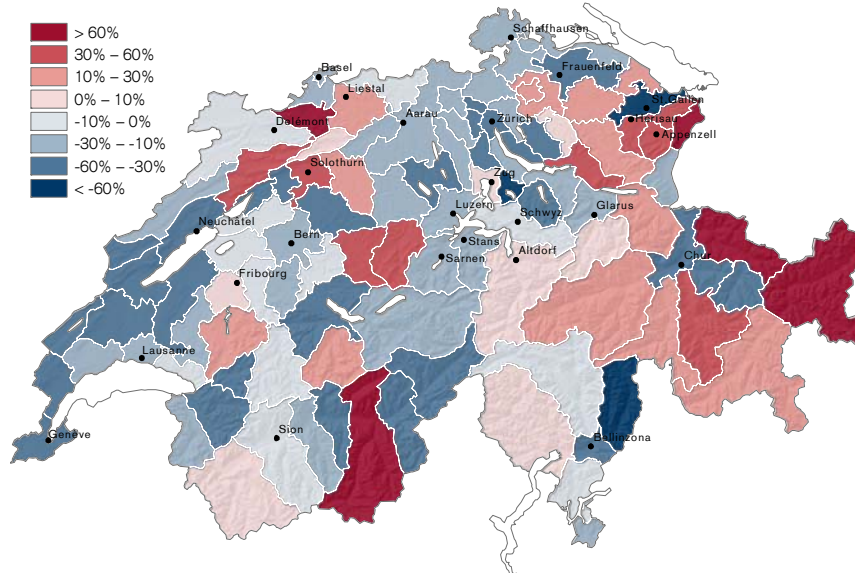 > 60%
30% – 60%
10% – 30%
0% – 10%
-10% – 0%
-30% – -10%
-60% – -30%
< -60%
Schaffhausen
Basel
Frauenfeld
Liestal
St.Gallen
Delémont
Aarau
Zürich
Herisau
Appenzell
Solothurn
Zug
Luzern
Schwyz
Glarus
Neuchâtel
Bern
Stans
Sarnen
Altdorf
Chur
Fribourg
Lausanne
Genève
Sion
Bellinzona